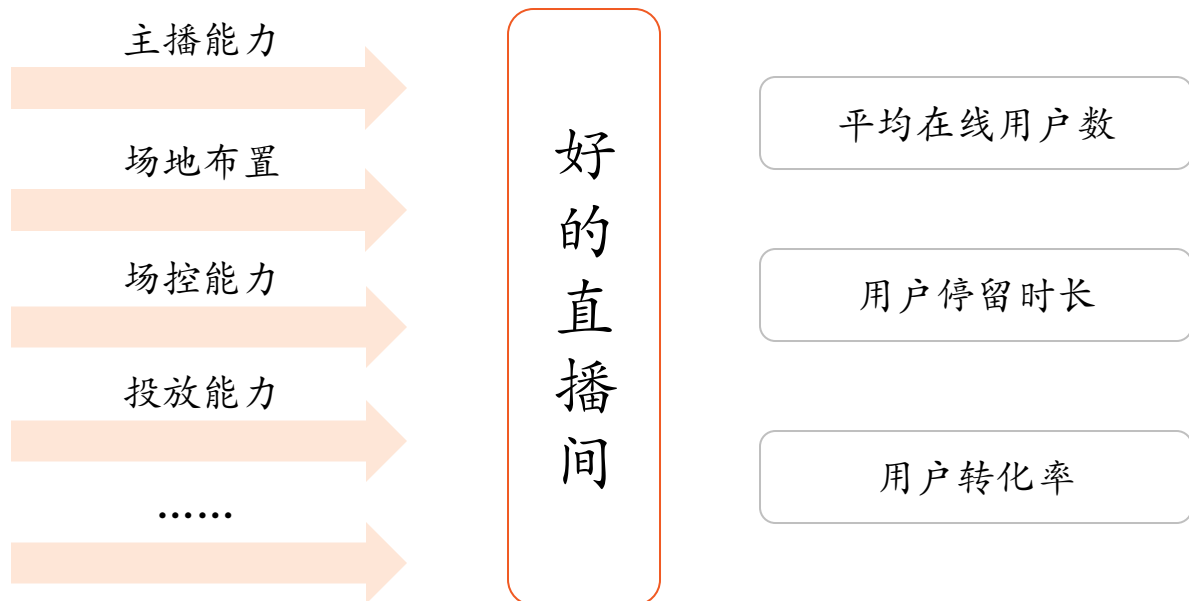 主播能力
场地布置
场控能力
投放能力
……
好的直播间
平均在线用户数
用户停留时长
用户转化率